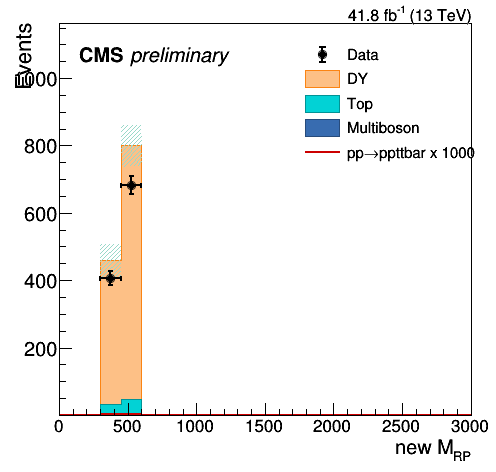 41.8 fb⁻¹ (13 TeV)
Events
CMS preliminary
Data
DY
Top
Multiboson
pp→ppttbar x 1000
1000
800
600
400
200
0 500 1000 1500 2000 2500 3000
new M_RP